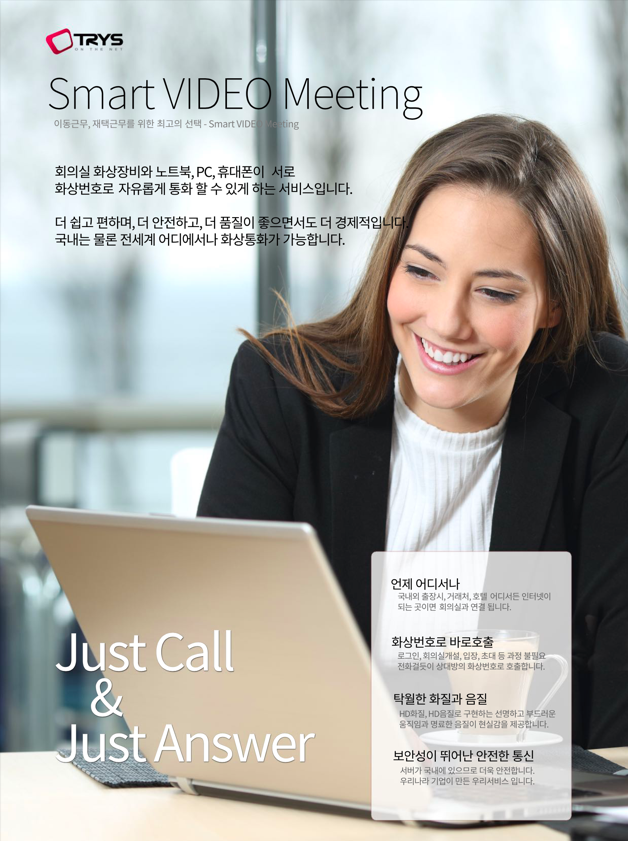 TRYS
ON THE NET
Smart VIDEO Meeting
이동근무, 재택근무를 위한 최고의 선택 - Smart VIDEO Meeting
회의실 화상장비와 노트북, PC, 휴대폰이 서로
화상번호로 자유롭게 통화 할 수 있게 하는 서비스입니다.
더 쉽고 편하며, 더 안전하고, 더 품질이 좋으면서도 더 경제적입니다.
국내는 물론 전세계 어디에서나 화상통화가 가능합니다.
언제 어디서나
국내외 출장시, 거래처, 호텔 어디서든 인터넷이
되는 곳이면 회의실과 연결 됩니다.
화상번호로 바로호출
로그인, 회의실개설, 입장, 초대 등 과정 불필요
전화걸듯이 상대방의 화상번호로 호출합니다.
탁월한 화질과 음질
HD화질, HD음질로 구현하는 선명하고 부드러운
움직임과 명료한 음질이 현실감을 제공합니다.
보안성이 뛰어난 안전한 통신
서버가 국내에 있으므로 더욱 안전합니다.
우리나라 기업이 만든 우리서비스 입니다.
Just Call
&
Just Answer